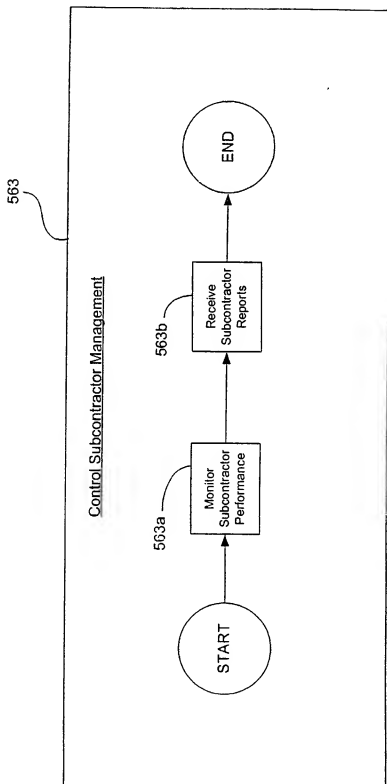 563
Control Subcontractor Management
START
563a
Monitor
Subcontractor
Performance
563b
Receive
Subcontractor
Reports
END